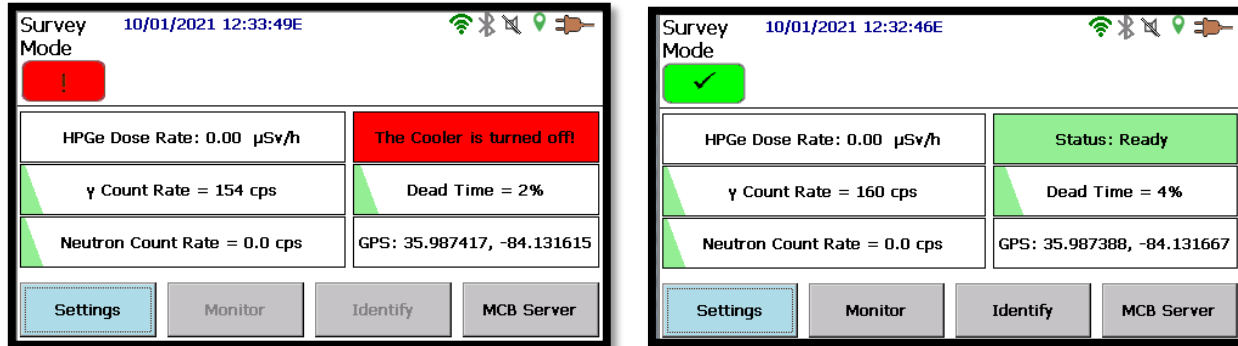 Survey 10/01/2021 12:33:49E
Mode
!
HPGe Dose Rate: 0.00 µSv/h
The Cooler is turned off!
γ Count Rate = 154 cps
Dead Time = 2%
Neutron Count Rate = 0.0 cps
GPS: 35.987417, -84.131615
Settings
Monitor
Identify
MCB Server
Survey 10/01/2021 12:32:46E
Mode
HPGe Dose Rate: 0.00 µSv/h
Status: Ready
γ Count Rate = 160 cps
Dead Time = 4%
Neutron Count Rate = 0.0 cps
GPS: 35.987388, -84.131667
Settings
Monitor
Identify
MCB Server